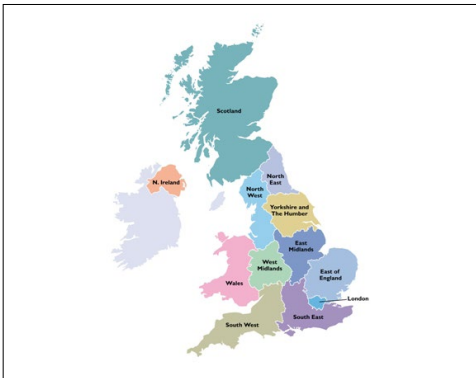 Scotland
N. Ireland
North
East
North
West
Yorkshire and
The Humber
East
Midlands
West
Midlands
East of
England
Wales
London
South West
South East